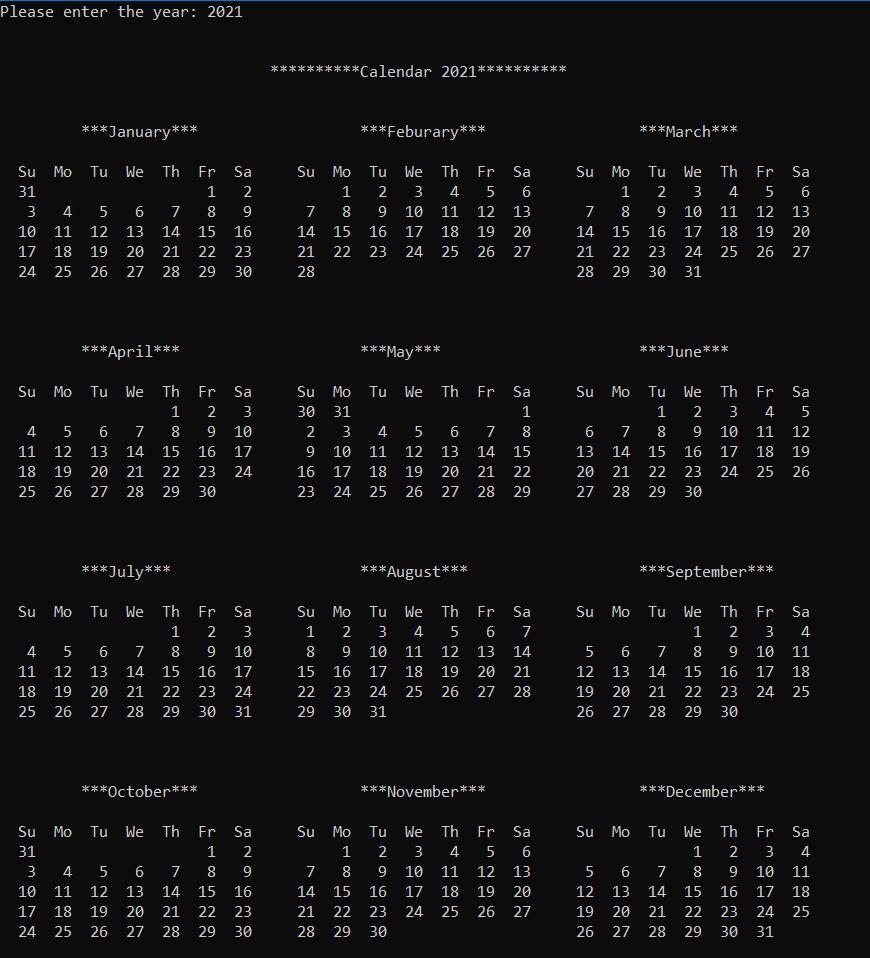 Please enter the year: 2021
**********Calendar 2021**********
***January*** ***Feburary*** ***March***
Su Mo Tu We Th Fr Sa Su Mo Tu We Th Fr Sa Su Mo Tu We Th Fr Sa
31 1 2 1 2 3 4 5 6 1 2 3 4 5 6
3 4 5 6 7 8 9 7 8 9 10 11 12 13 7 8 9 10 11 12 13
10 11 12 13 14 15 16 14 15 16 17 18 19 20 14 15 16 17 18 19 20
17 18 19 20 21 22 23 21 22 23 24 25 26 27 21 22 23 24 25 26 27
24 25 26 27 28 29 30 28 28 29 30 31
***April*** ***May*** ***June***
Su Mo Tu We Th Fr Sa Su Mo Tu We Th Fr Sa Su Mo Tu We Th Fr Sa
1 2 3 30 31 1 1 2 3 4 5
4 5 6 7 8 9 10 2 3 4 5 6 7 8 6 7 8 9 10 11 12
11 12 13 14 15 16 17 9 10 11 12 13 14 15 13 14 15 16 17 18 19
18 19 20 21 22 23 24 16 17 18 19 20 21 22 20 21 22 23 24 25 26
25 26 27 28 29 30 23 24 25 26 27 28 29 27 28 29 30
***July*** ***August*** ***September***
Su Mo Tu We Th Fr Sa Su Mo Tu We Th Fr Sa Su Mo Tu We Th Fr Sa
1 2 3 1 2 3 4 5 6 7 1 2 3 4
4 5 6 7 8 9 10 8 9 10 11 12 13 14 5 6 7 8 9 10 11
11 12 13 14 15 16 17 15 16 17 18 19 20 21 12 13 14 15 16 17 18
18 19 20 21 22 23 24 22 23 24 25 26 27 28 19 20 21 22 23 24 25
25 26 27 28 29 30 31 29 30 31 26 27 28 29 30
***October*** ***November*** ***December***
Su Mo Tu We Th Fr Sa Su Mo Tu We Th Fr Sa Su Mo Tu We Th Fr Sa
31 1 2 1 2 3 4 5 6 1 2 3 4
3 4 5 6 7 8 9 7 8 9 10 11 12 13 5 6 7 8 9 10 11
10 11 12 13 14 15 16 14 15 16 17 18 19 20 12 13 14 15 16 17 18
17 18 19 20 21 22 23 21 22 23 24 25 26 27 19 20 21 22 23 24 25
24 25 26 27 28 29 30 28 29 30 26 27 28 29 30 31